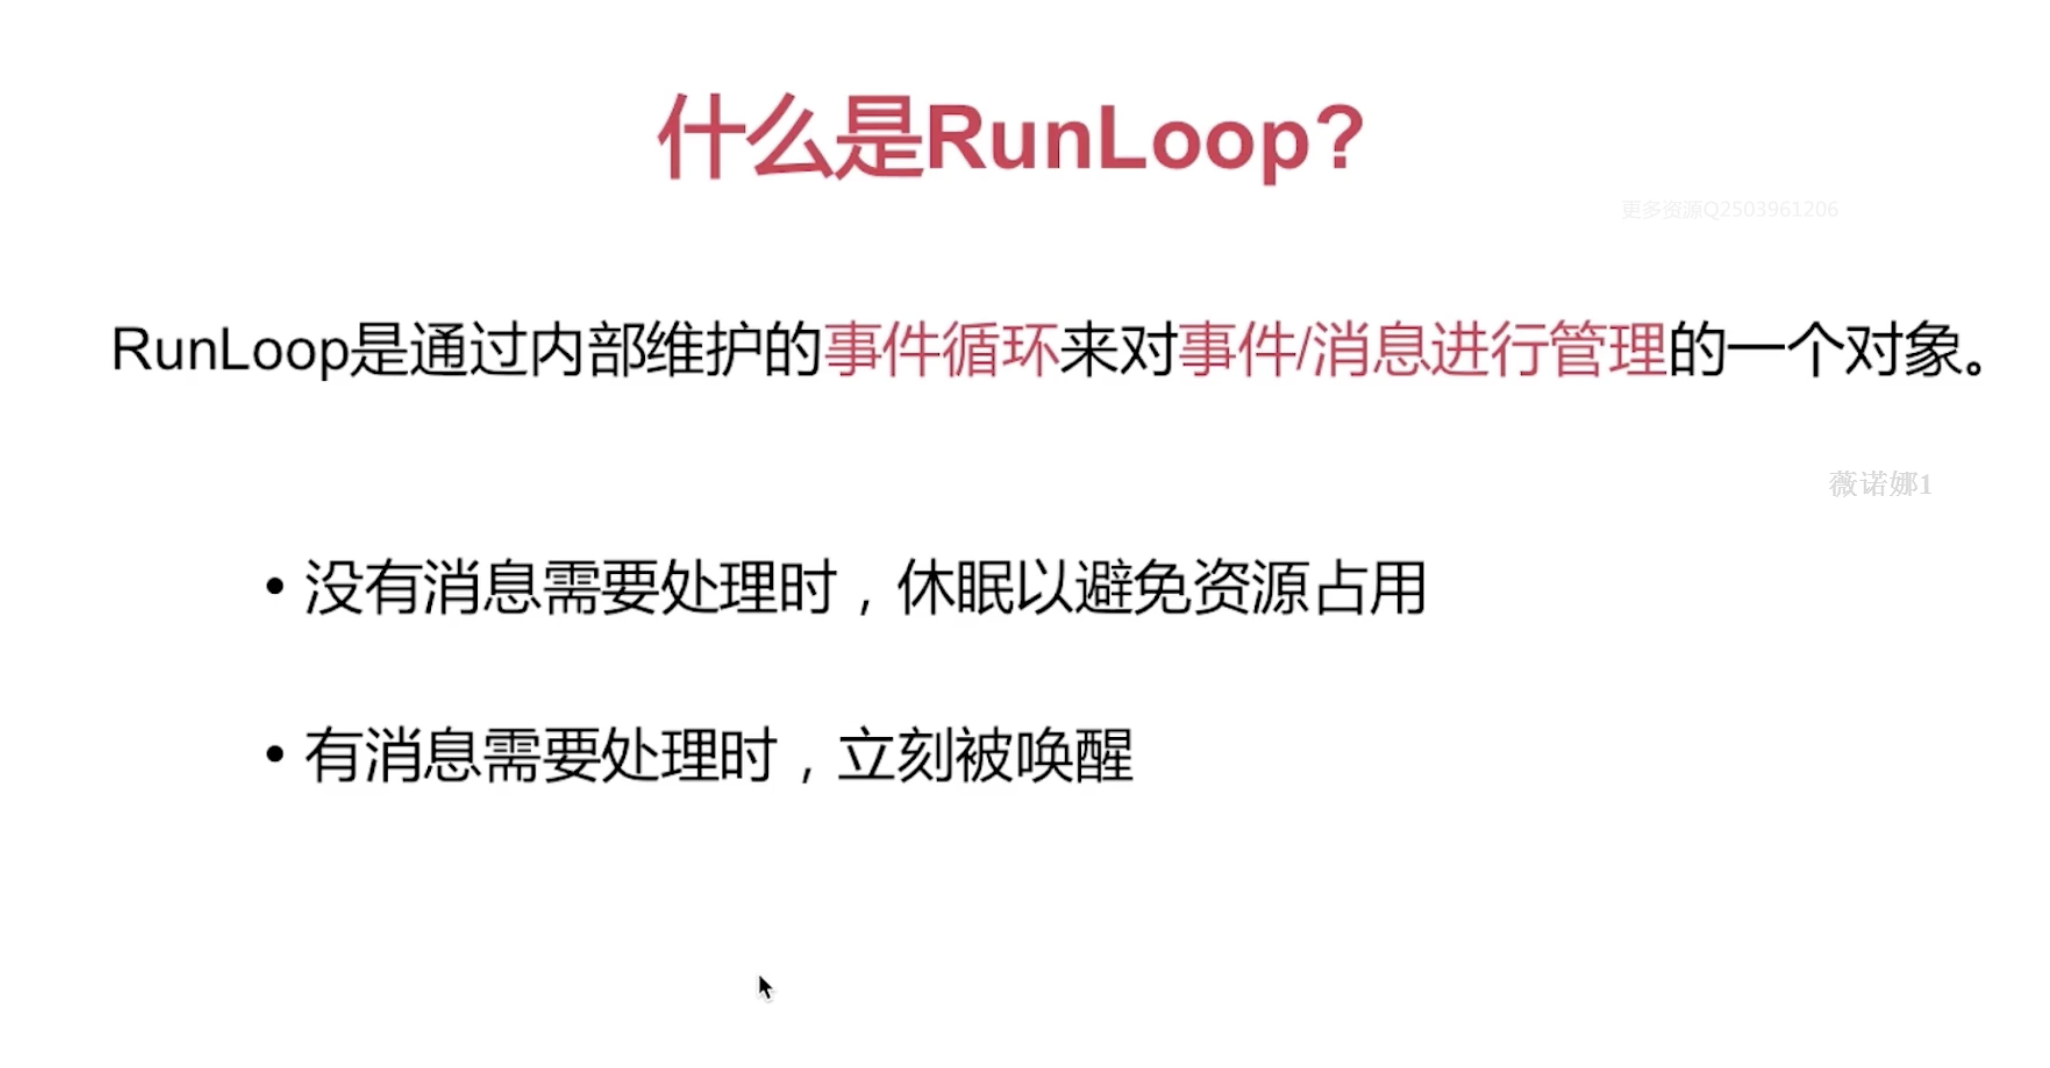 什么是RunLoop?
更多资源Q2503961206
RunLoop是通过内部维护的事件循环来对事件/消息进行管理的一个对象。
薇诺娜1
• 没有消息需要处理时，休眠以避免资源占用
• 有消息需要处理时，立刻被唤醒